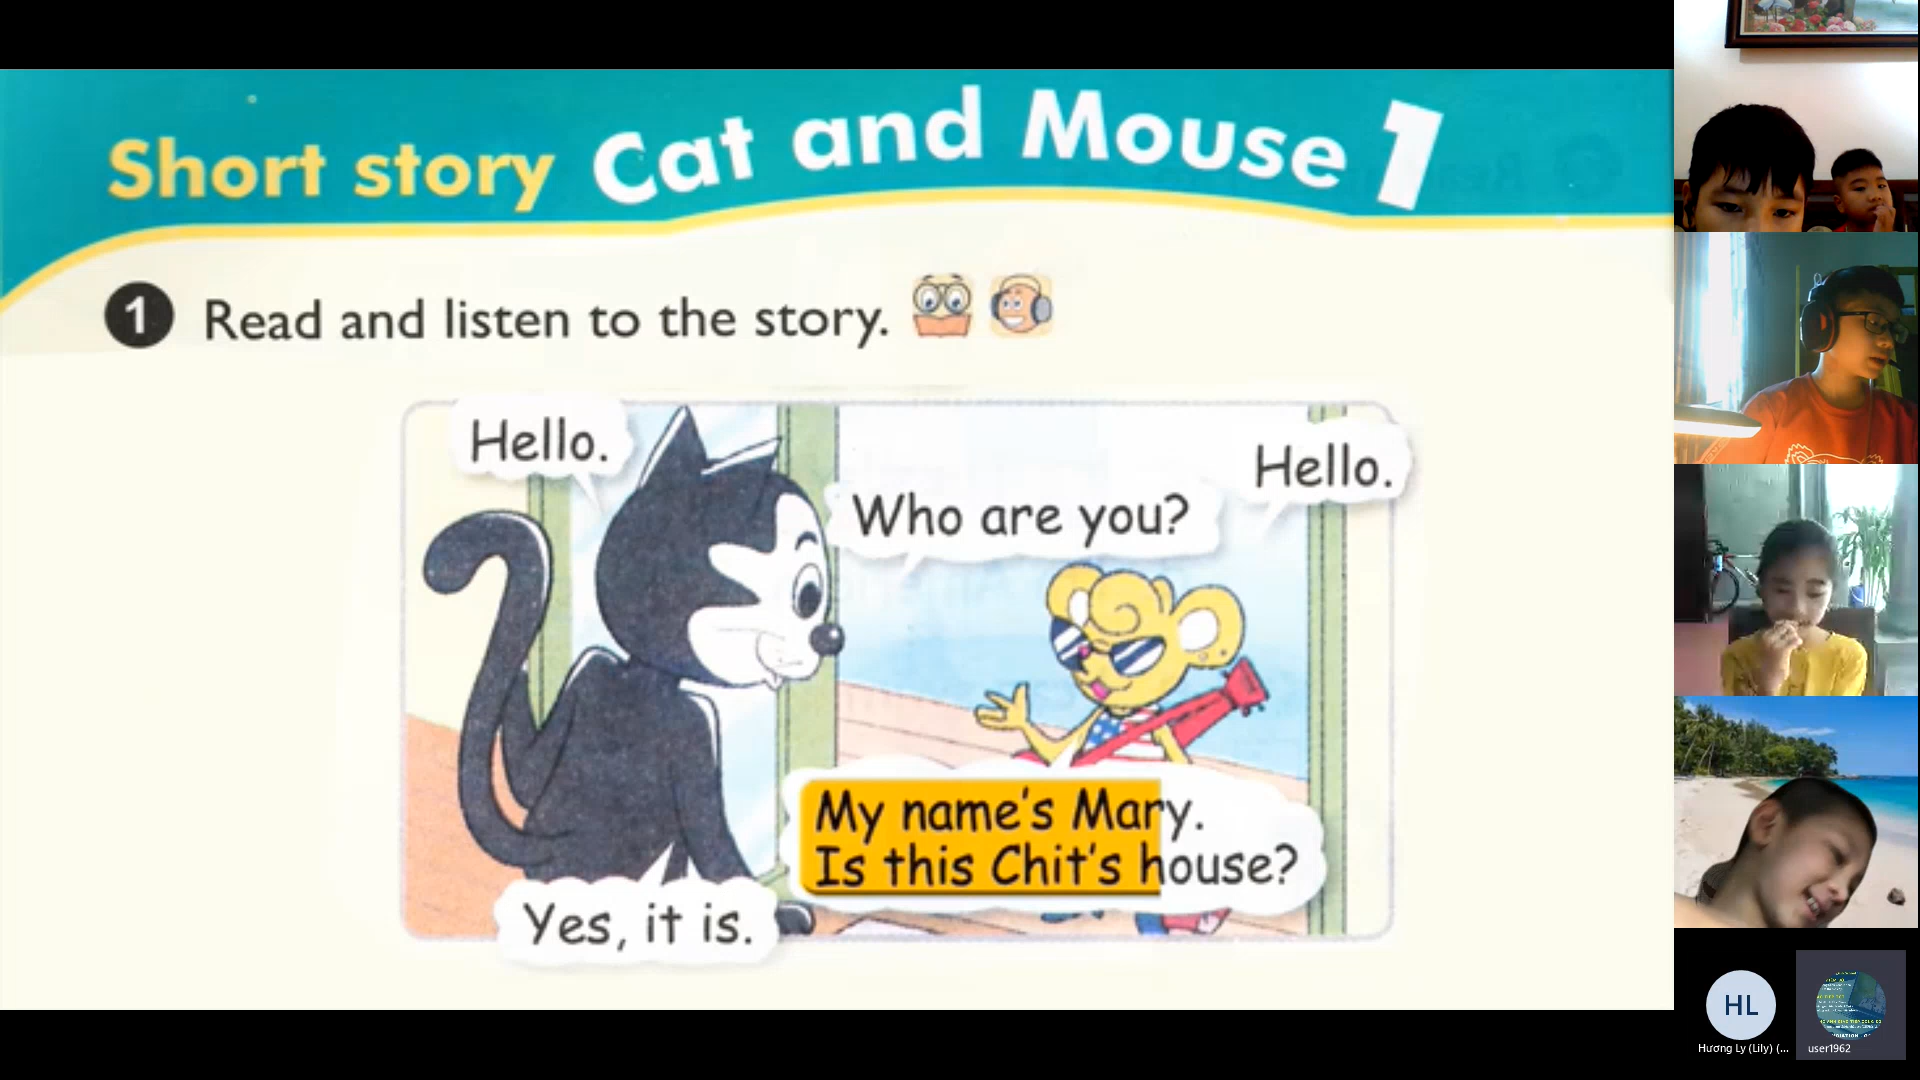 Short story Cat and Mouse 1
1 Read and listen to the story.
Hello.
Hello.
Who are you?
My name's Mary.
Is this Chit's house?
Yes, it is.
HL
Hương Ly (Lily) (...
user1962